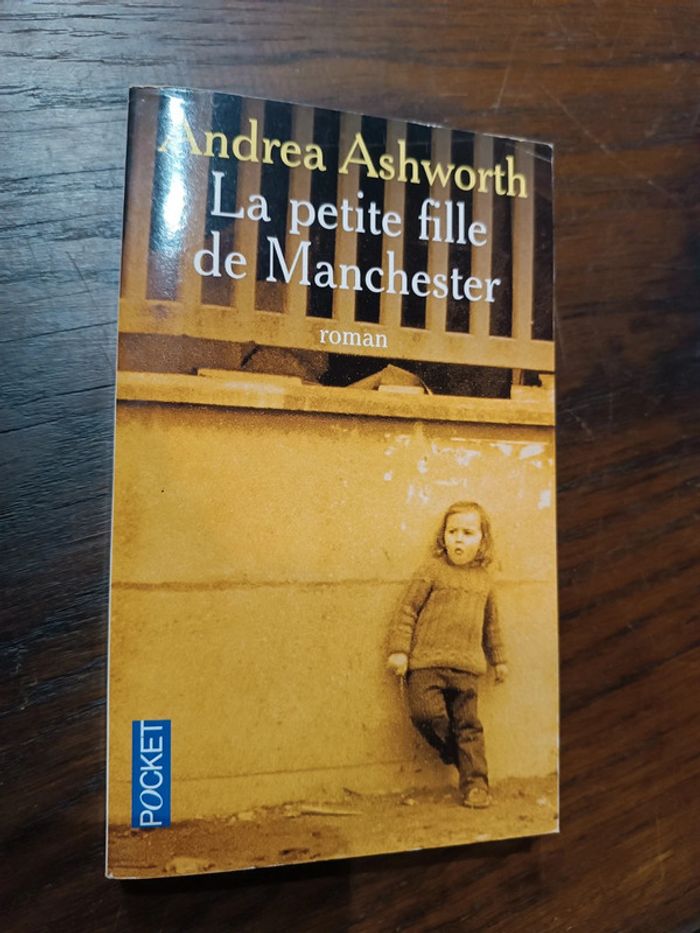 Andrea Ashworth
La petite fille
de Manchester
roman
POCKET